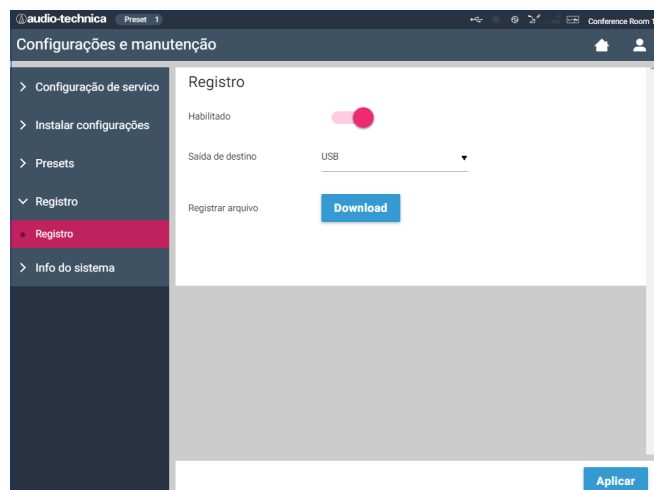 audio-technica Preset 1 Conference Room 1
Configurações e manutenção
Configuração de servico
Instalar configurações
Presets
Registro
Registro
Info do sistema
Registro
Habilitado
Saída de destino USB
Registrar arquivo Download
Aplicar